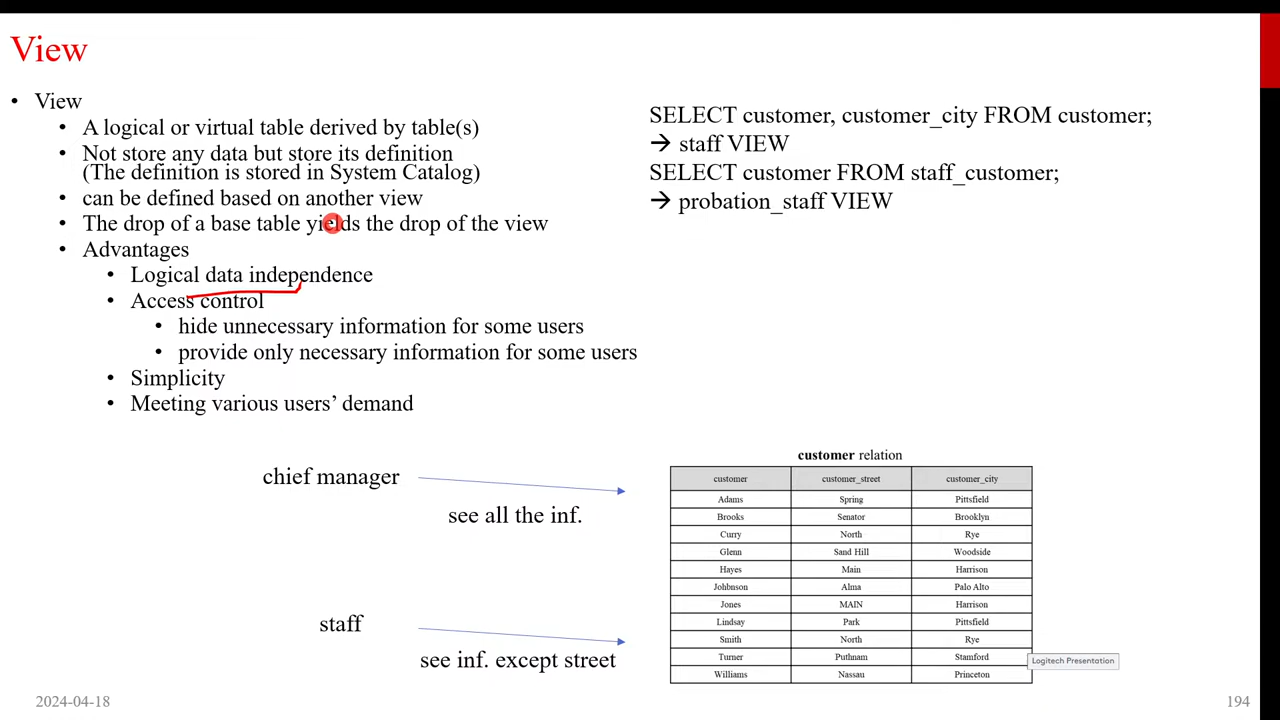 View
• View
• A logical or virtual table derived by table(s)
• Not store any data but store its definition
(The definition is stored in System Catalog)
• can be defined based on another view
• The drop of a base table yields the drop of the view
• Advantages
• Logical data independence
• Access control
• hide unnecessary information for some users
• provide only necessary information for some users
• Simplicity
• Meeting various users’ demand
SELECT customer, customer_city FROM customer;
→ staff VIEW
SELECT customer FROM staff_customer;
→ probation_staff VIEW
chief manager
see all the inf.
staff
see inf. except street
customer relation
customer customer_street customer_city
Adams Spring Pittsfield
Brooks Senator Brooklyn
Curry North Rye
Glenn Sand Hill Woodside
Hayes Main Harrison
Johbnson Alma Palo Alto
Jones MAIN Harrison
Lindsay Park Pittsfield
Smith North Rye
Turner Puthnam Stamford
Williams Nassau Princeton
Logitech Presentation
2024-04-18
194